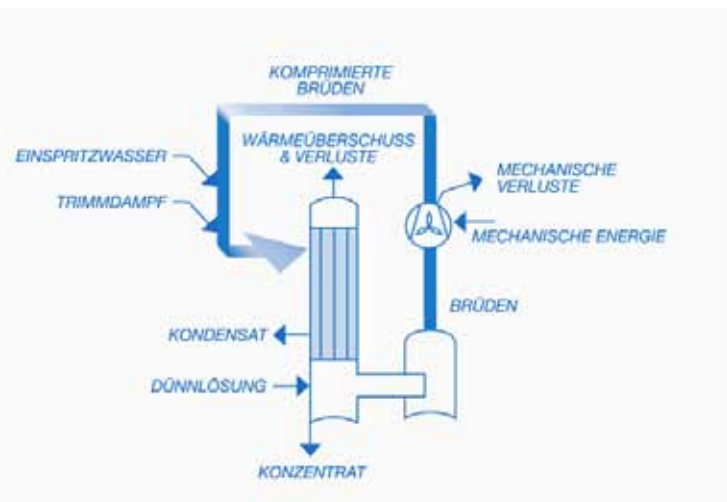 KOMPRIMIERTE
BRÜDEN
WÄRMEÜBERSCHUSS
& VERLUSTE
EINSPRITZWASSER
MECHANISCHE
VERLUSTE
TRIMMDAMPF
MECHANISCHE ENERGIE
BRÜDEN
KONDENSAT
DÜNNLÖSUNG
KONZENTRAT